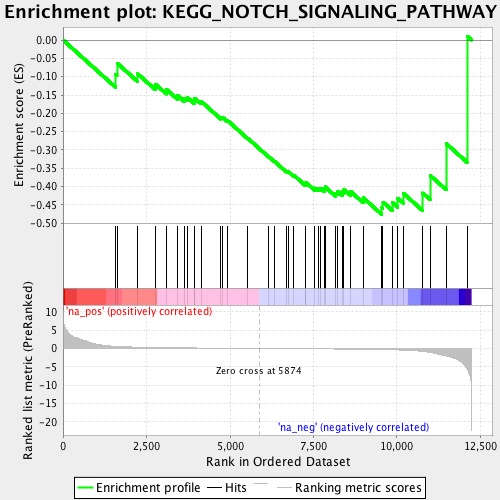 Enrichment plot: KEGG_NOTCH_SIGNALING_PATHWAY
Enrichment score (ES)
0.00
-0.05
-0.10
-0.15
-0.20
-0.25
-0.30
-0.35
-0.40
-0.45
-0.50
'na_pos' (positively correlated)
Ranked list metric (PreRanked)
10
5
0
-5
-10
-15
-20
Zero cross at 5874
'na_neg' (negatively correlated)
0
2,500
5,000
7,500
10,000
12,500
Rank in Ordered Dataset
Enrichment profile
Hits
Ranking metric scores